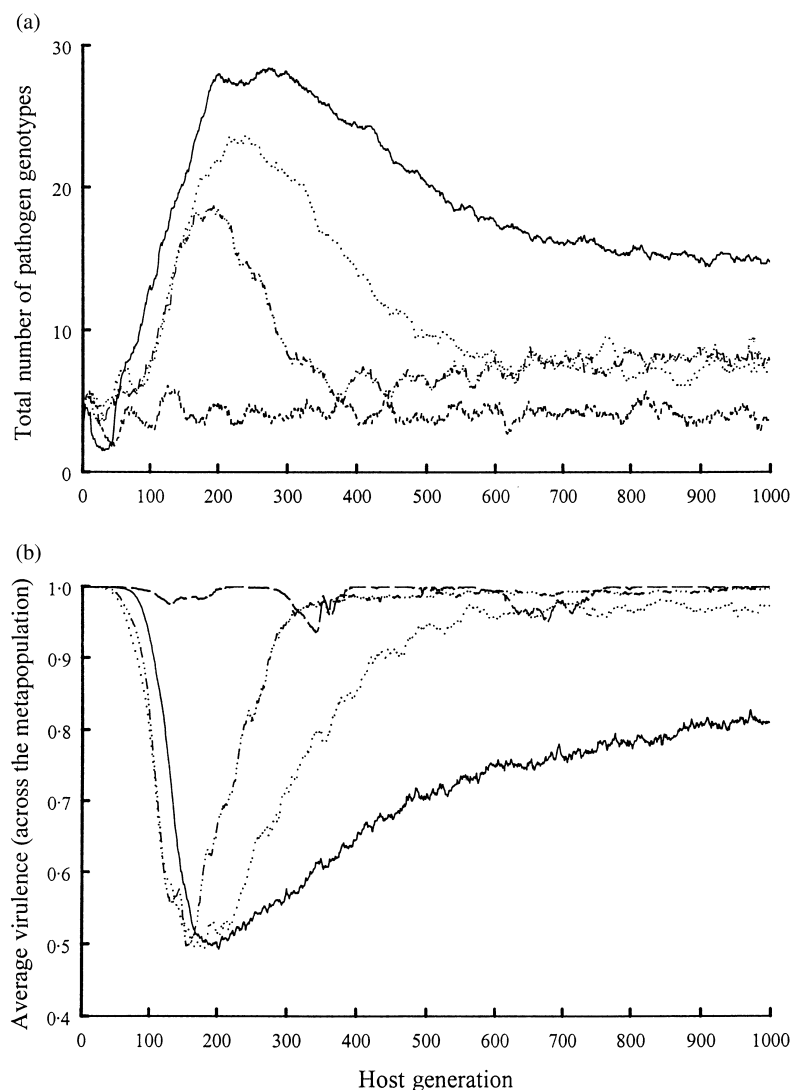 (a)
Total number of pathogen genotypes
30
20
10
0
0 100 200 300 400 500 600 700 800 900 1000
(b)
Average virulence (across the metapopulation)
1·0
0·9
0·8
0·7
0·6
0·5
0·4
0 100 200 300 400 500 600 700 800 900 1000
Host generation